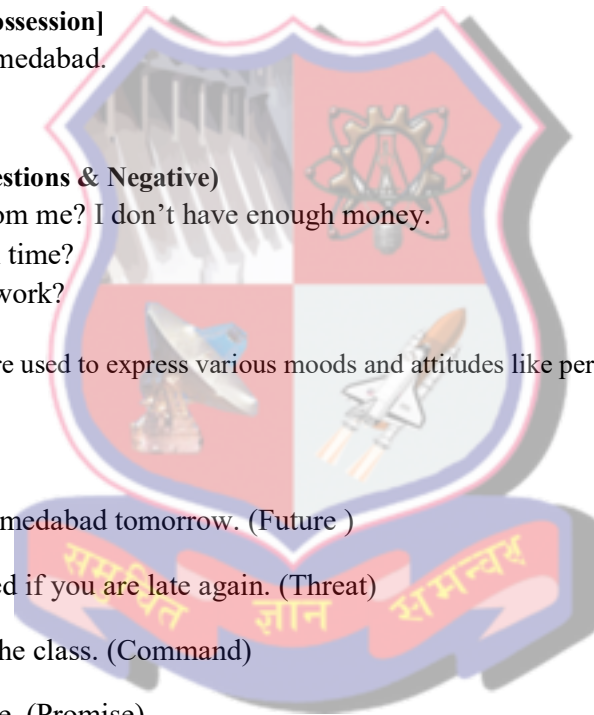 ossession]
medabad.
estions & Negative)
om me? I don’t have enough money.
time?
work?
re used to express various moods and attitudes like per
medabad tomorrow. (Future )
ed if you are late again. (Threat)
he class. (Command)
e. (Promise)
समुचित ज्ञान समन्वय